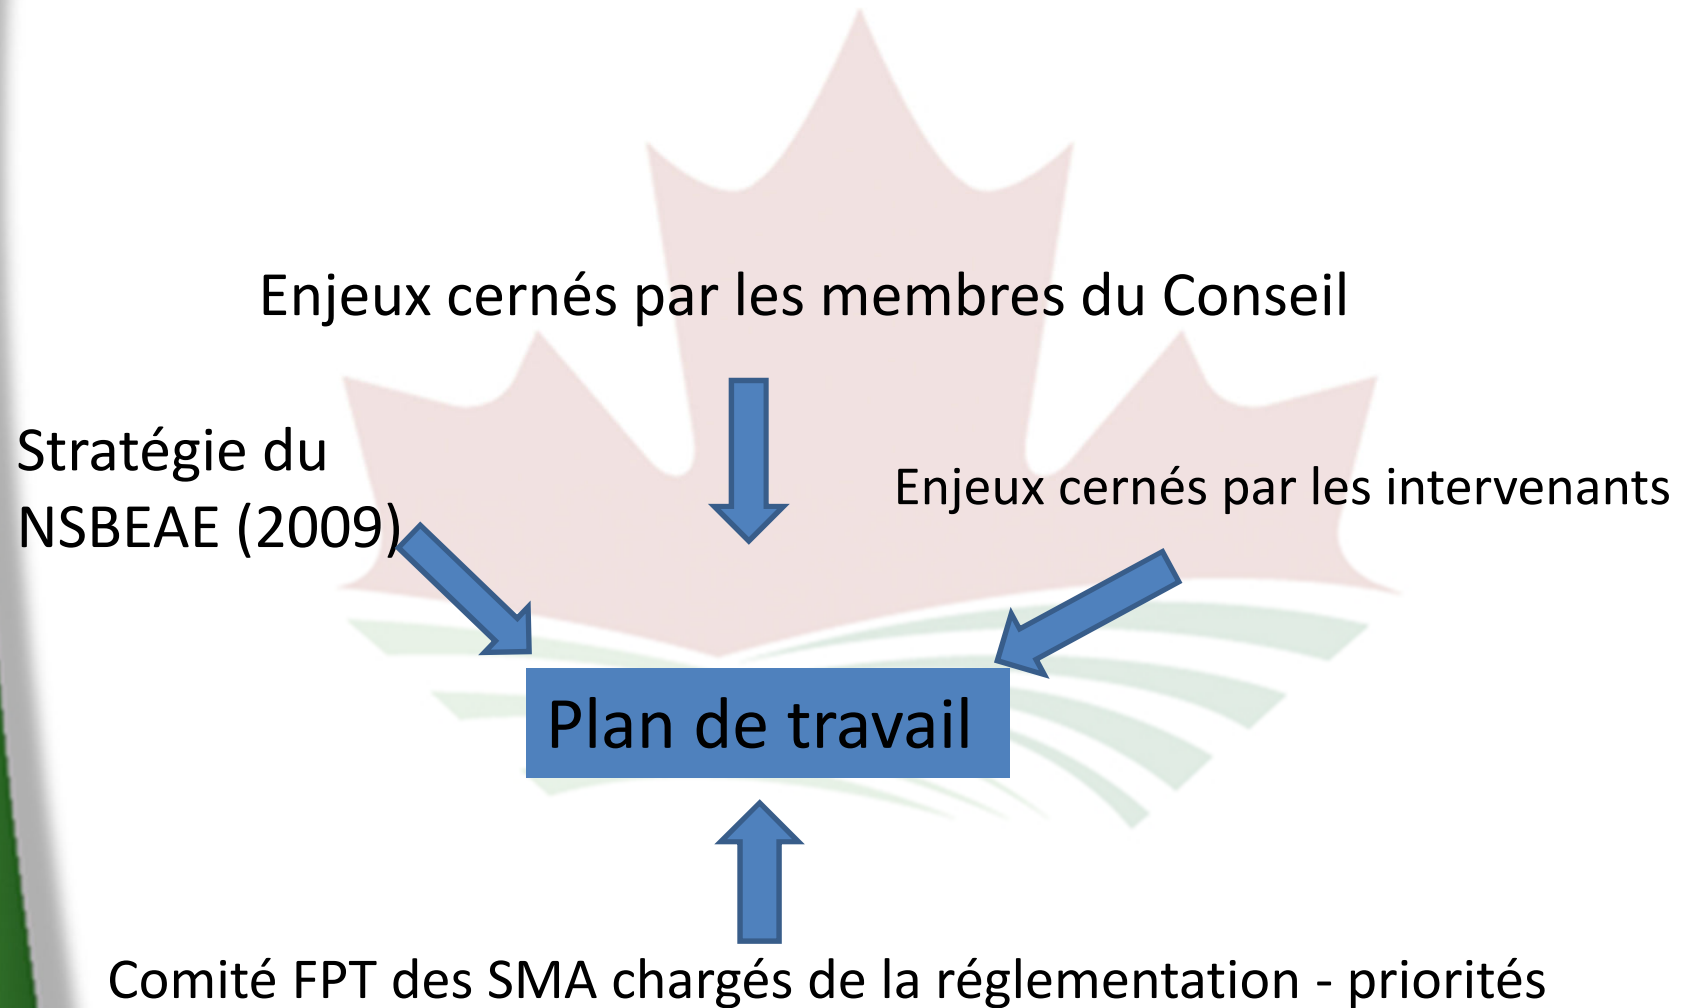 Enjeux cernés par les membres du Conseil
Stratégie du
NSBEAE (2009)
Enjeux cernés par les intervenants
Plan de travail
Comité FPT des SMA chargés de la réglementation - priorités